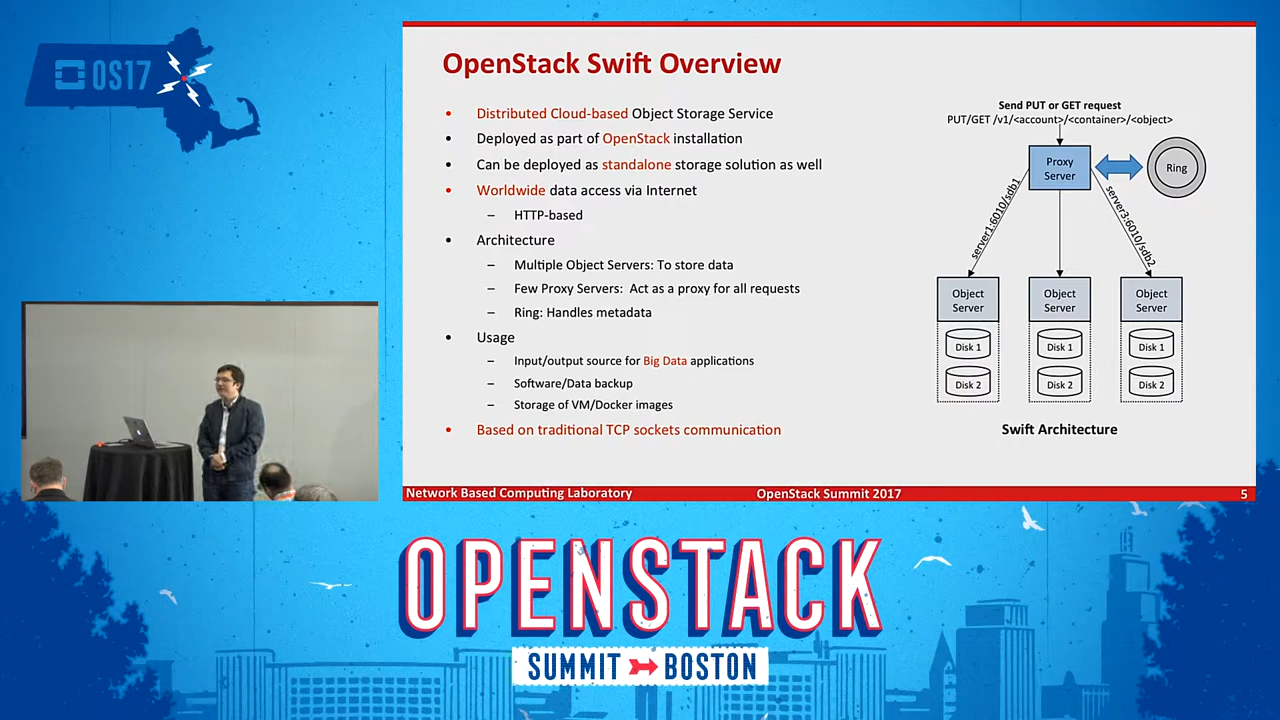 OS17
OpenStack Swift Overview
• Distributed Cloud-based Object Storage Service
• Deployed as part of OpenStack installation
• Can be deployed as standalone storage solution as well
• Worldwide data access via Internet
– HTTP-based
• Architecture
– Multiple Object Servers: To store data
– Few Proxy Servers: Act as a proxy for all requests
– Ring: Handles metadata
• Usage
– Input/output source for Big Data applications
– Software/Data backup
– Storage of VM/Docker images
• Based on traditional TCP sockets communication
Send PUT or GET request
PUT/GET /v1/<account>/<container>/<object>
Proxy
Server
Ring
server1:6010/sdb1
server3:6010/sdb2
Object
Server
Object
Server
Object
Server
Disk 1
Disk 1
Disk 1
Disk 2
Disk 2
Disk 2
Swift Architecture
Network Based Computing Laboratory
OpenStack Summit 2017
5
OPENSTACK
SUMMIT BOSTON